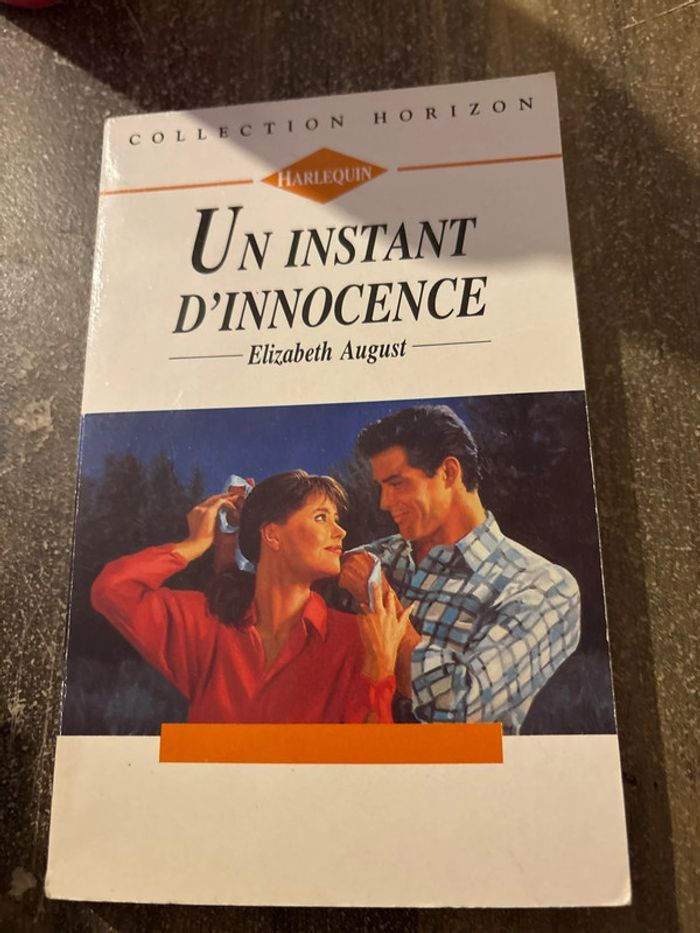 COLLECTION HORIZON
HARLEQUIN
UN INSTANT
D'INNOCENCE
Elizabeth August